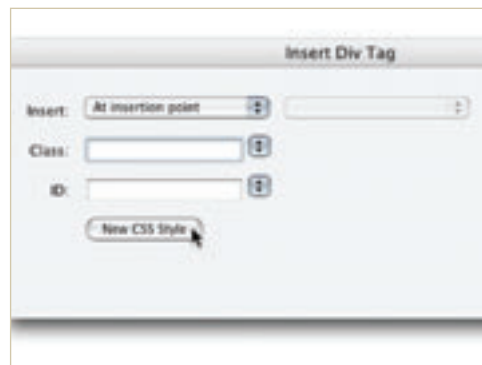 Insert Div Tag
Insert: At insertion point
Class:
ID:
New CSS Style